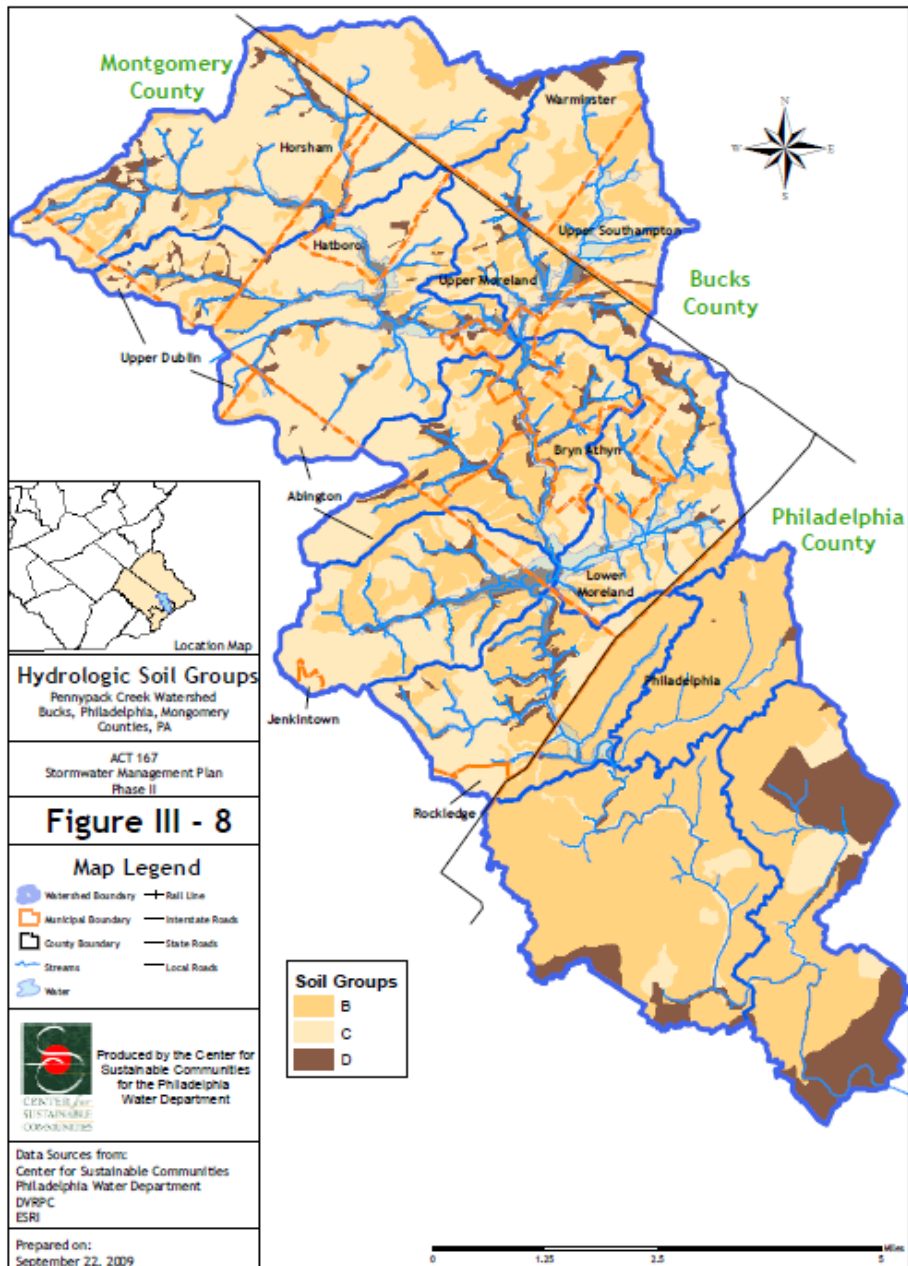 Montgomery
County
Warminster
N
W E
S
Horsham
Hatboro
Upper Southampton
Upper Moreland
Bucks
County
Upper Dublin
Bryn Athyn
Abington
Philadelphia
County
Lower
Moreland
Location Map
Philadelphia
Jenkintown
Rockledge
Hydrologic Soil Groups
Pennypack Creek Watershed
Bucks, Philadelphia, Mongomery
Counties, PA
ACT 167
Stormwater Management Plan
Phase II
Figure III - 8
Map Legend
Watershed Boundary Rail Line
Municipal Boundary Interstate Roads
County Boundary State Roads
Streams Local Roads
Water
Soil Groups
B
C
D
CENTER for
SUSTAINABLE
COMMUNITIES
Produced by the Center for
Sustainable Communities
for the Philadelphia
Water Department
Data Sources from:
Center for Sustainable Communities
Philadelphia Water Department
DVRPC
ESRI
Prepared on:
September 22, 2009
Miles
0 1.25 2.5 5